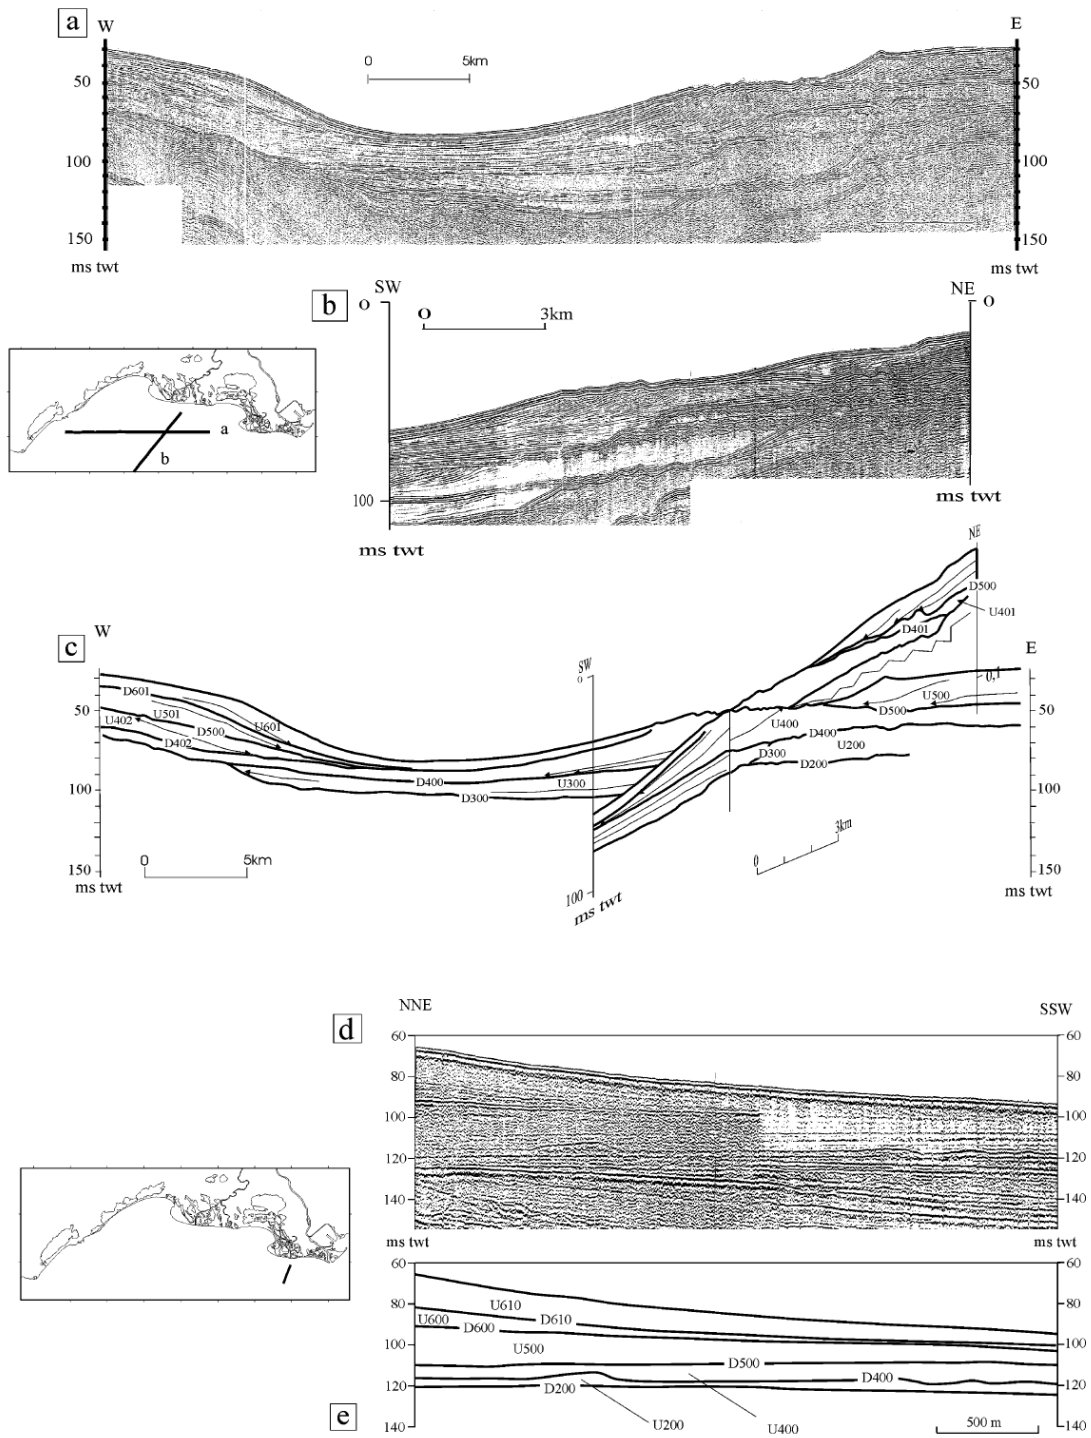 a
W
E
0 5km
50
100
150
ms twt
50
100
150
ms twt
b
SW
NE
O
O
O 3km
100
ms twt
ms twt
a
b
c
W
E
SW
NE
0
0,1
50
100
150
ms twt
50
100
150
ms twt
100
ms twt
D601
U501
U402
D500
U601
D402
D400
U300
D300
D500
U401
D401
U500
D500
U400
D400
D300
U200
D200
0 5km
0 3km
d
NNE
SSW
60
80
100
120
140
ms twt
60
80
100
120
140
ms twt
e
60
80
100
120
140
60
80
100
120
140
U610
U600
D600
D610
U500
D500
D400
D200
U200
U400
500 m